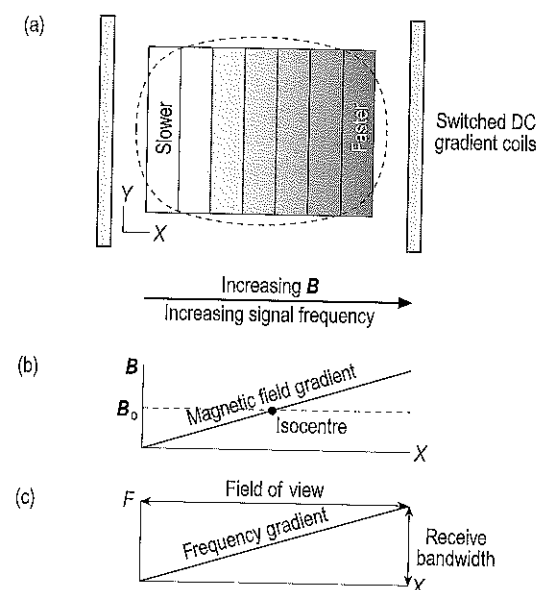 (a)
Slower
Faster
Switched DC
gradient coils
Y
X
Increasing B
Increasing signal frequency
(b)
B
Magnetic field gradient
B₀
Isocentre
X
(c)
F
Field of view
Frequency gradient
Receive
bandwidth
X